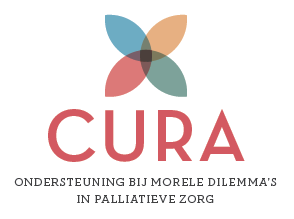 CURA
ONDERSTEUNING BIJ MORELE DILEMMA'S
IN PALLIATIEVE ZORG